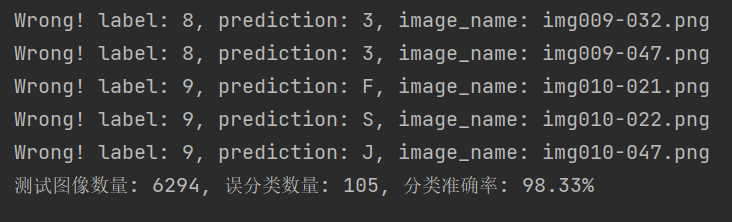 Wrong! label: 8, prediction: 3, image_name: img009-032.png
Wrong! label: 8, prediction: 3, image_name: img009-047.png
Wrong! label: 9, prediction: F, image_name: img010-021.png
Wrong! label: 9, prediction: S, image_name: img010-022.png
Wrong! label: 9, prediction: J, image_name: img010-047.png
测试图像数量: 6294, 误分类数量: 105, 分类准确率: 98.33%